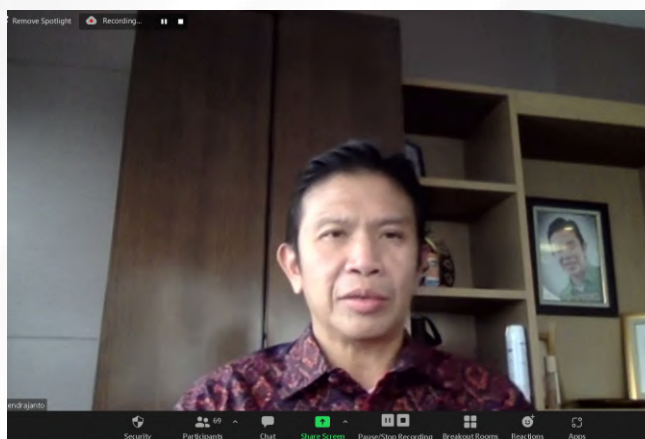 Remove Spotlight Recording...
endrajanto
69
Security Participants Chat Share Screen Pause/Stop Recording Breakout Rooms Reactions Apps